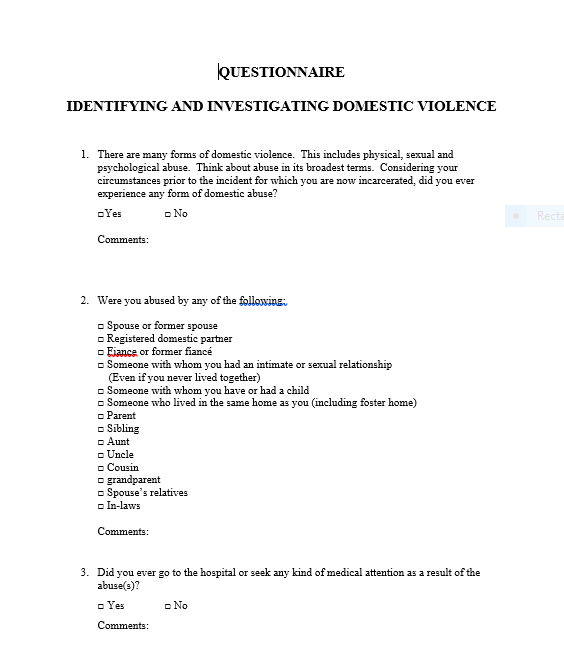 QUESTIONNAIRE
IDENTIFYING AND INVESTIGATING DOMESTIC VIOLENCE
1. There are many forms of domestic violence. This includes physical, sexual and
psychological abuse. Think about abuse in its broadest terms. Considering your
circumstances prior to the incident for which you are now incarcerated, did you ever
experience any form of domestic abuse?
□Yes □ No
Comments:
Recta
2. Were you abused by any of the following:
□ Spouse or former spouse
□ Registered domestic partner
□ Fiance or former fiancé
□ Someone with whom you had an intimate or sexual relationship
(Even if you never lived together)
□ Someone with whom you have or had a child
□ Someone who lived in the same home as you (including foster home)
□ Parent
□ Sibling
□ Aunt
□ Uncle
□ Cousin
□ grandparent
□ Spouse's relatives
□ In-laws
Comments:
3. Did you ever go to the hospital or seek any kind of medical attention as a result of the
abuse(s)?
□ Yes □ No
Comments: